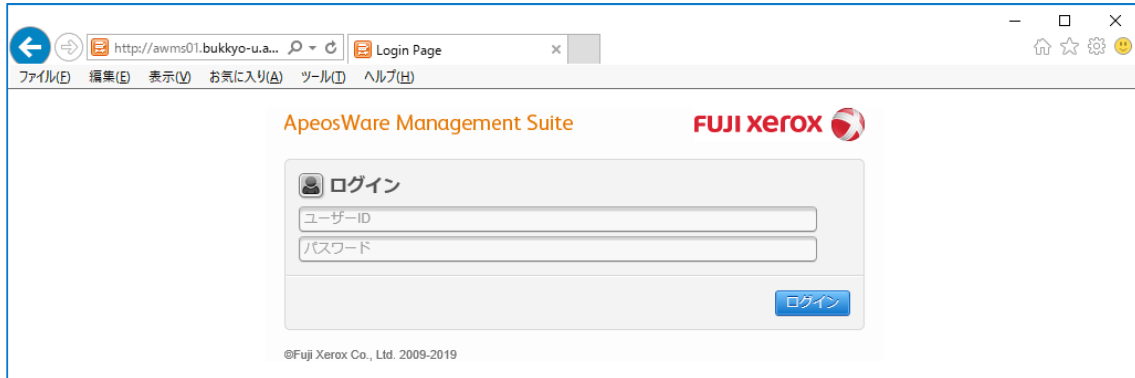 http://awms01.bukkyo-u.a... Login Page
ファイル(F) 編集(E) 表示(V) お気に入り(A) ツール(T) ヘルプ(H)
ApeosWare Management Suite FUJI xerox
ログイン
ユーザーID
パスワード
ログイン
©Fuji Xerox Co., Ltd. 2009-2019